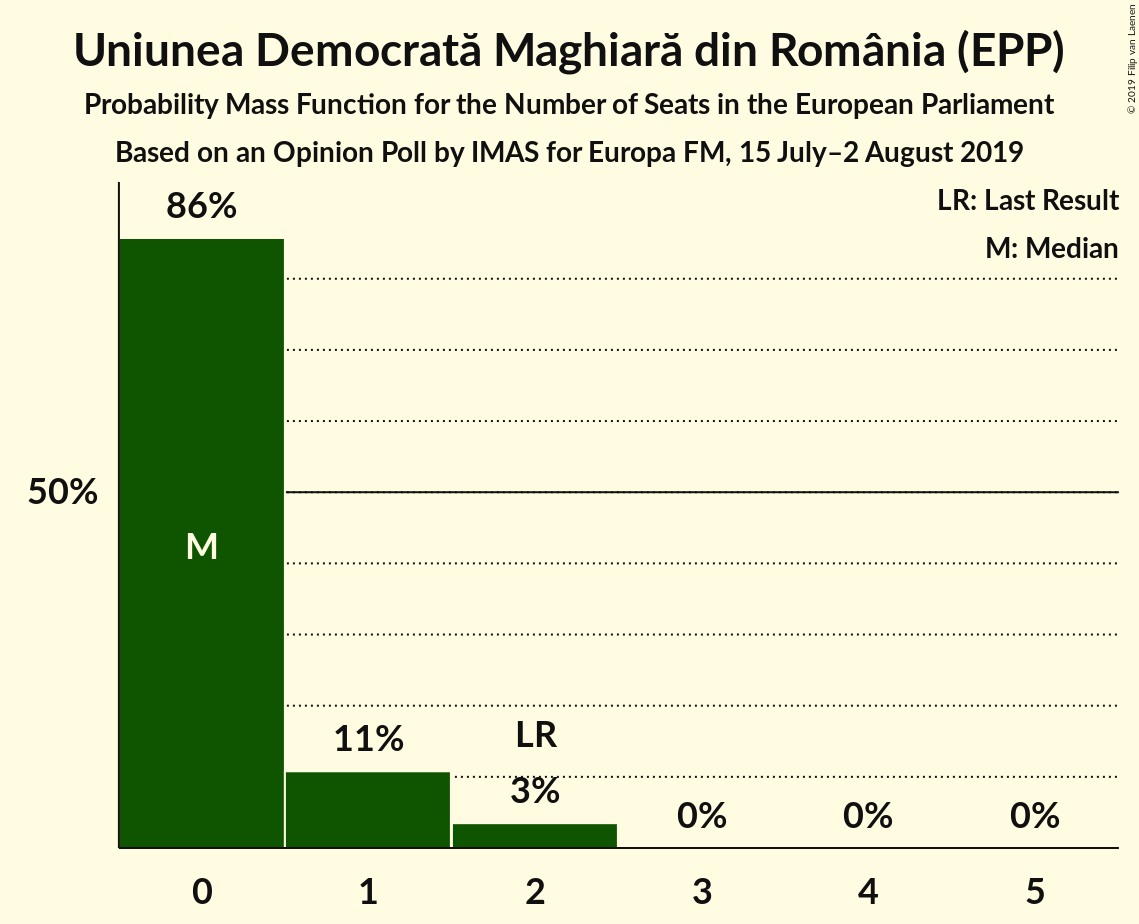 Uniunea Democrată Maghiară din România (EPP)
Probability Mass Function for the Number of Seats in the European Parliament
Based on an Opinion Poll by IMAS for Europa FM, 15 July–2 August 2019
© 2019 Filip van Laenen
LR: Last Result
M: Median
86%
50%
M
11%
LR
3%
0%
0%
0%
0
1
2
3
4
5